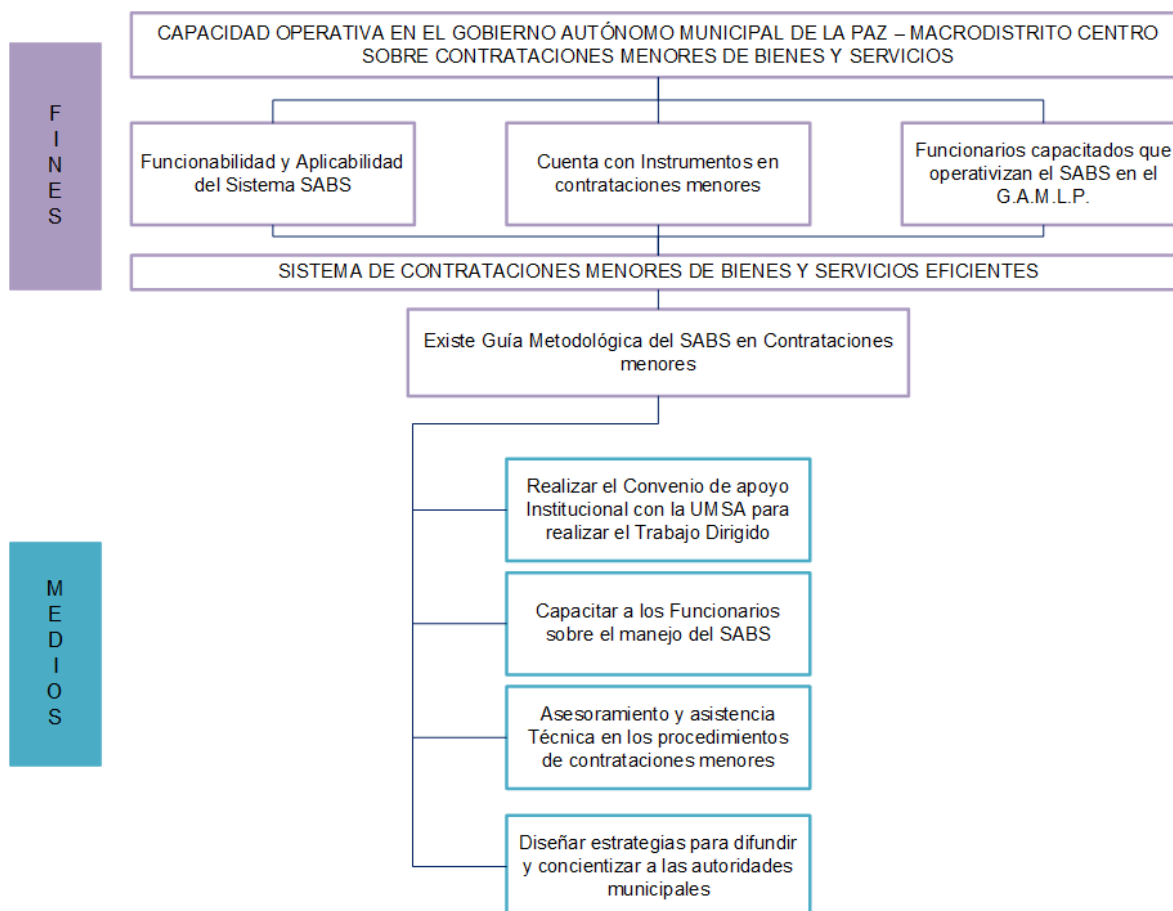 CAPACIDAD OPERATIVA EN EL GOBIERNO AUTÓNOMO MUNICIPAL DE LA PAZ – MACRODISTRITO CENTRO
SOBRE CONTRATACIONES MENORES DE BIENES Y SERVICIOS
F
I
N
E
S
Funcionabilidad y Aplicabilidad
del Sistema SABS
Cuenta con Instrumentos en
contrataciones menores
Funcionarios capacitados que
operativizan el SABS en el
G.A.M.L.P.
SISTEMA DE CONTRATACIONES MENORES DE BIENES Y SERVICIOS EFICIENTES
Existe Guía Metodológica del SABS en Contrataciones
menores
M
E
D
I
O
S
Realizar el Convenio de apoyo
Institucional con la UMSA para
realizar el Trabajo Dirigido
Capacitar a los Funcionarios
sobre el manejo del SABS
Asesoramiento y asistencia
Técnica en los procedimientos
de contrataciones menores
Diseñar estrategias para difundir
y concientizar a las autoridades
municipales